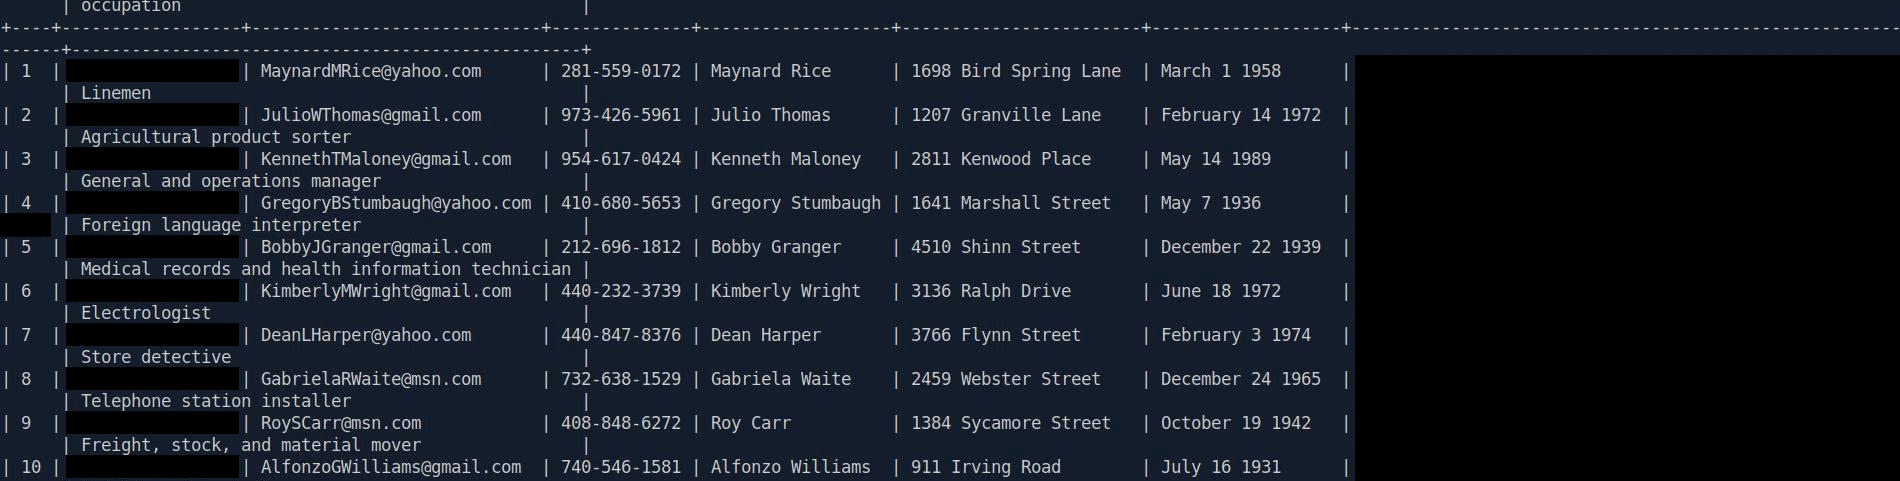 | occupation |
+----+------------------+-----------------------------+--------------+-------------------+------------------------+-------------------+-------------------------------------------------------
------+---------------------------------------------------+
| 1 | | MaynardMRice@yahoo.com | 281-559-0172 | Maynard Rice | 1698 Bird Spring Lane | March 1 1958 |
| Linemen |
| 2 | | JulioWThomas@gmail.com | 973-426-5961 | Julio Thomas | 1207 Granville Lane | February 14 1972 |
| Agricultural product sorter |
| 3 | | KennethTMaloney@gmail.com | 954-617-0424 | Kenneth Maloney | 2811 Kenwood Place | May 14 1989 |
| General and operations manager |
| 4 | | GregoryBStumbaugh@yahoo.com | 410-680-5653 | Gregory Stumbaugh | 1641 Marshall Street | May 7 1936 |
| Foreign language interpreter |
| 5 | | BobbyJGranger@gmail.com | 212-696-1812 | Bobby Granger | 4510 Shinn Street | December 22 1939 |
| Medical records and health information technician |
| 6 | | KimberlyMWright@gmail.com | 440-232-3739 | Kimberly Wright | 3136 Ralph Drive | June 18 1972 |
| Electrologist |
| 7 | | DeanLHarper@yahoo.com | 440-847-8376 | Dean Harper | 3766 Flynn Street | February 3 1974 |
| Store detective |
| 8 | | GabrielaRWaite@msn.com | 732-638-1529 | Gabriela Waite | 2459 Webster Street | December 24 1965 |
| Telephone station installer |
| 9 | | RoySCarr@msn.com | 408-848-6272 | Roy Carr | 1384 Sycamore Street | October 19 1942 |
| Freight, stock, and material mover |
| 10 | | AlfonzoGWilliams@gmail.com | 740-546-1581 | Alfonzo Williams | 911 Irving Road | July 16 1931 |